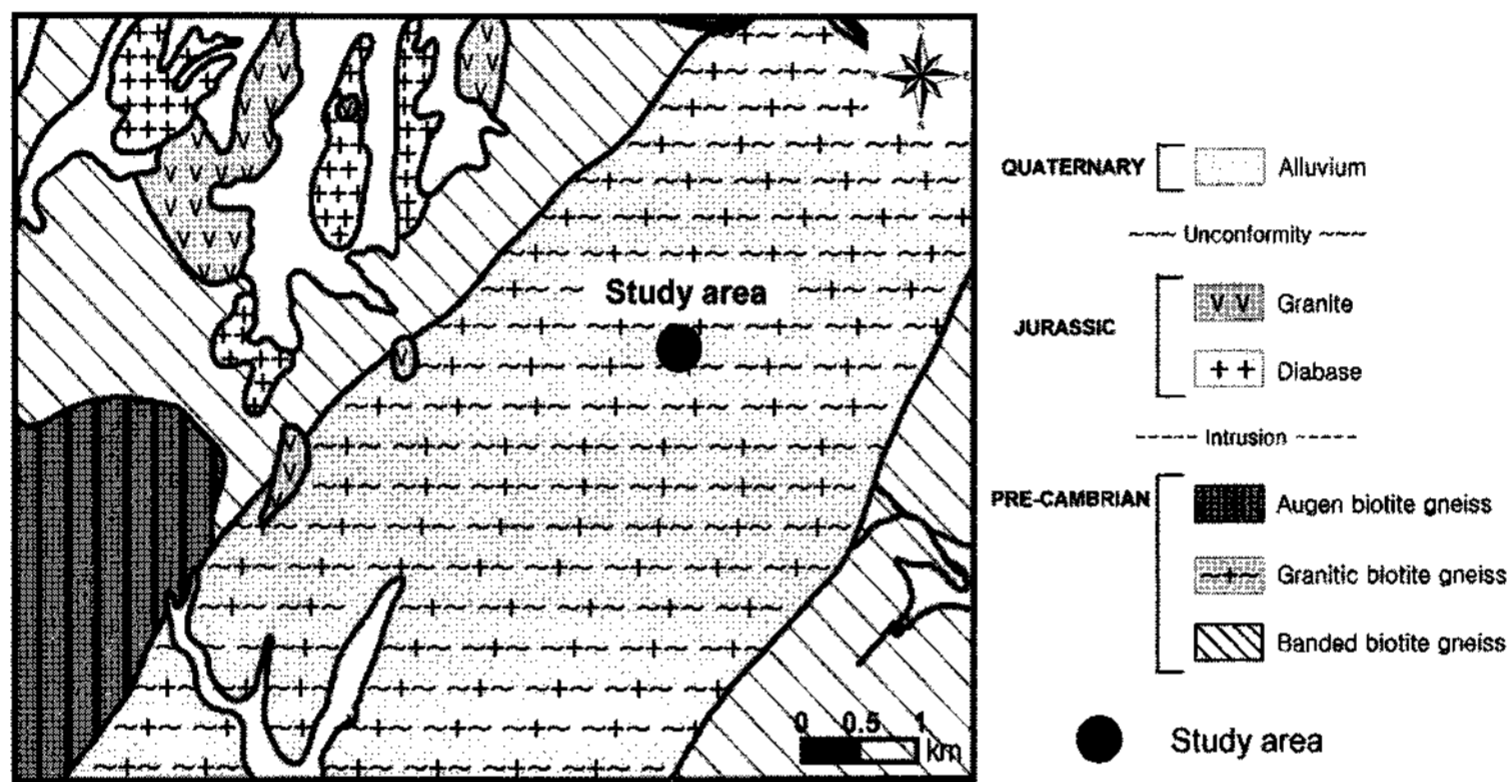 Study area
0 0.5 1
km
QUATERNARY
Alluvium
~~~ Unconformity ~~~
JURASSIC
V V Granite
+ + Diabase
----- Intrusion -----
PRE-CAMBRIAN
Augen biotite gneiss
~+~ Granitic biotite gneiss
Banded biotite gneiss
Study area